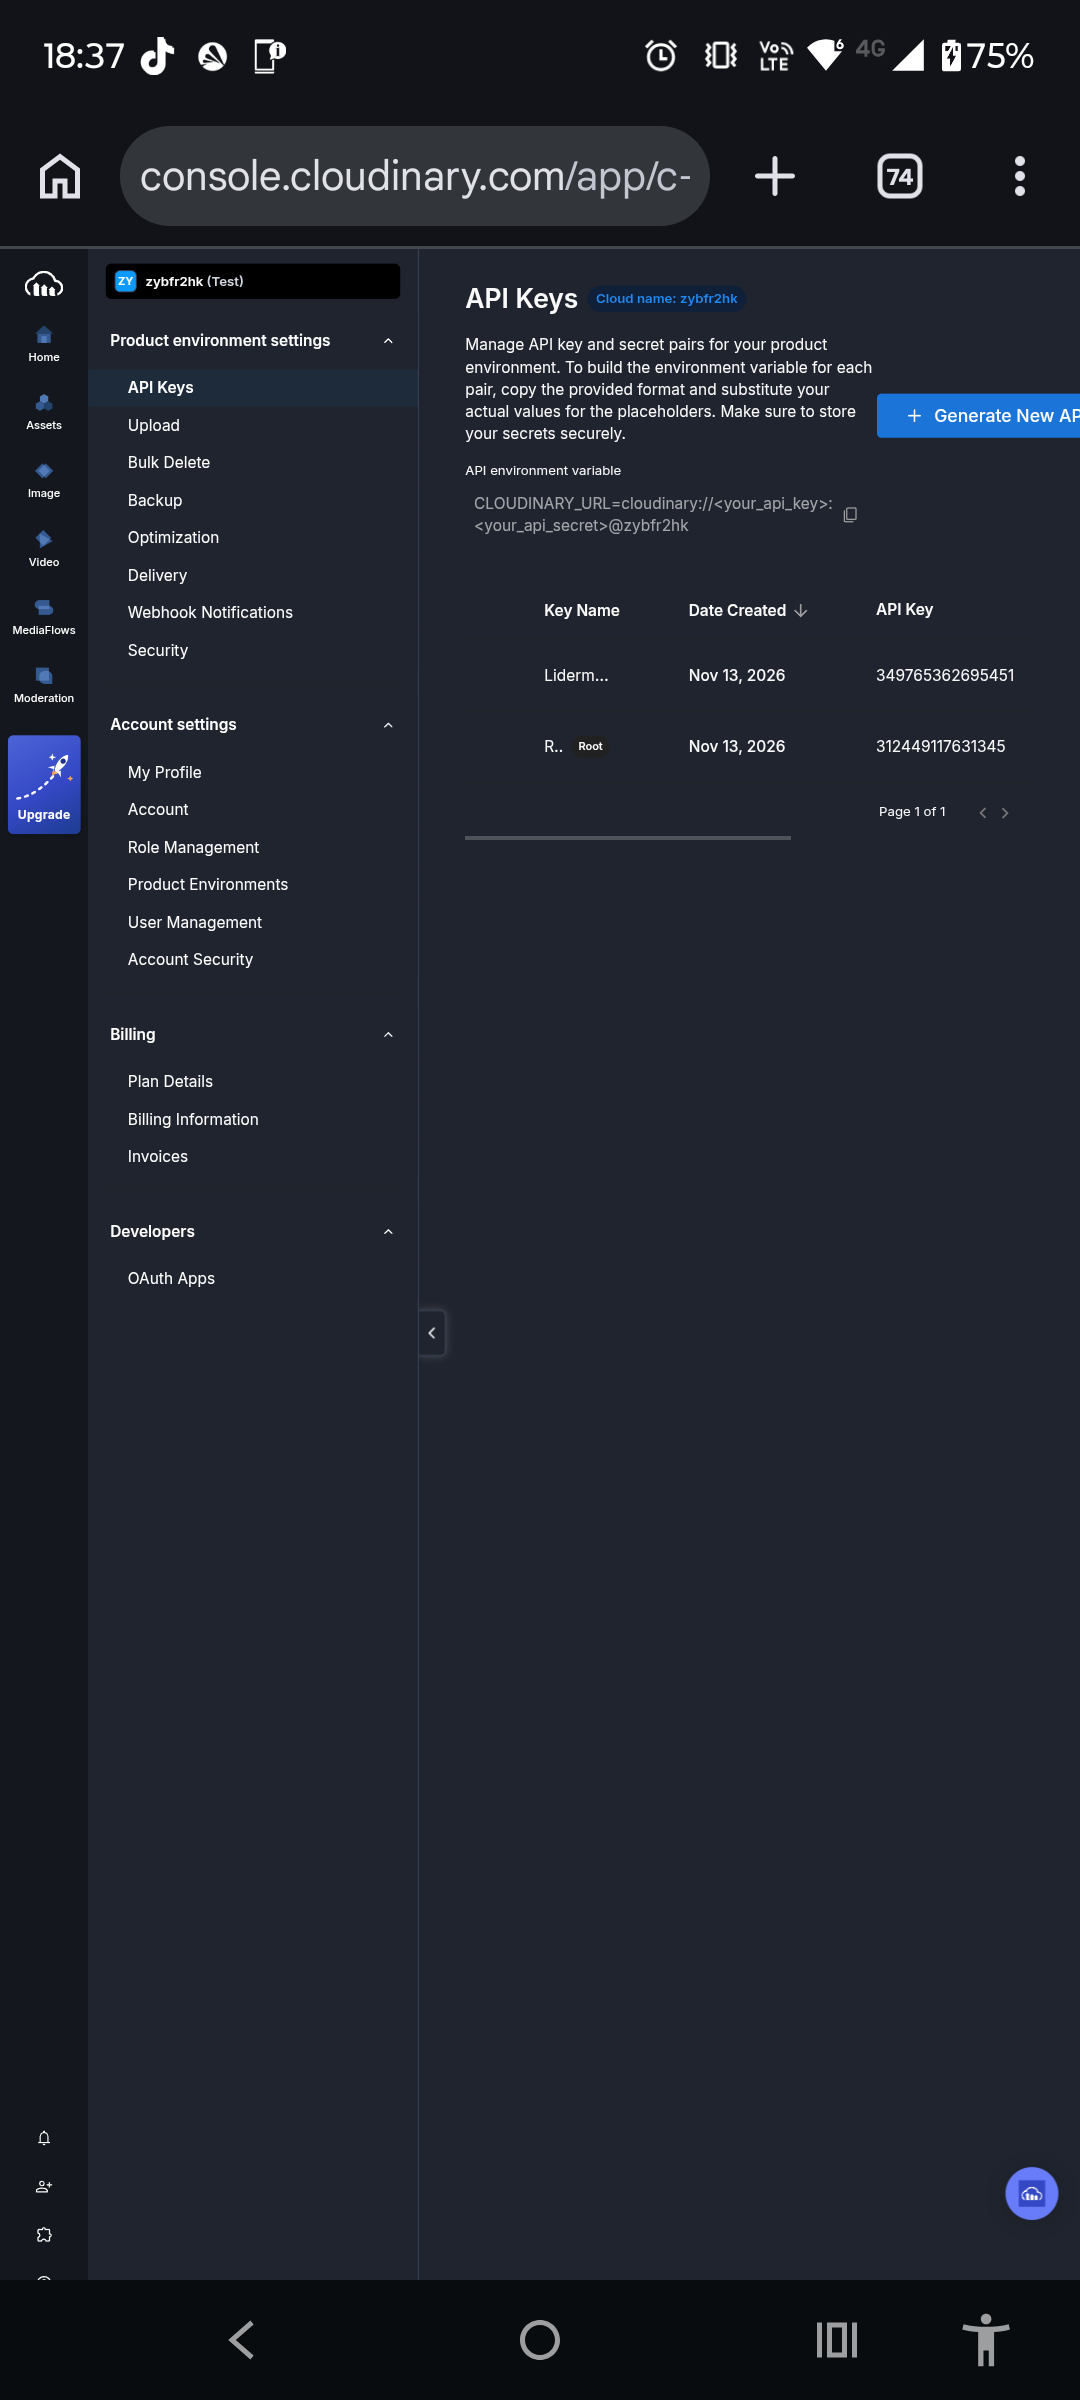 18:37
Vo LTE
6
4G
75%
console.cloudinary.com/app/c-
74
ZY zybfr2hk (Test)
Home
Assets
Image
Video
MediaFlows
Moderation
Upgrade
Product environment settings
API Keys
Upload
Bulk Delete
Backup
Optimization
Delivery
Webhook Notifications
Security
Account settings
My Profile
Account
Role Management
Product Environments
User Management
Account Security
Billing
Plan Details
Billing Information
Invoices
Developers
OAuth Apps
API Keys Cloud name: zybfr2hk
Manage API key and secret pairs for your product
environment. To build the environment variable for each
pair, copy the provided format and substitute your
actual values for the placeholders. Make sure to store
your secrets securely.
+ Generate New AP
API environment variable
CLOUDINARY_URL=cloudinary://<your_api_key>:
<your_api_secret>@zybfr2hk
Key Name Date Created ↓ API Key
Liderm... Nov 13, 2026 349765362695451
R.. Root Nov 13, 2026 312449117631345
Page 1 of 1